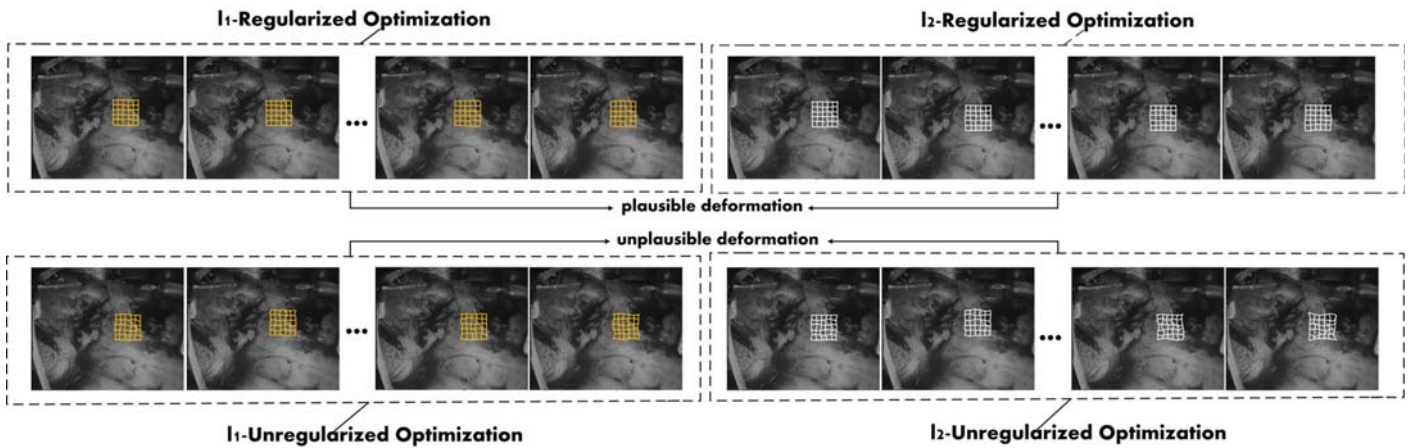 l₁-Regularized Optimization
l₂-Regularized Optimization
•••
•••
plausible deformation
unplausible deformation
•••
•••
l₁-Unregularized Optimization
l₂-Unregularized Optimization